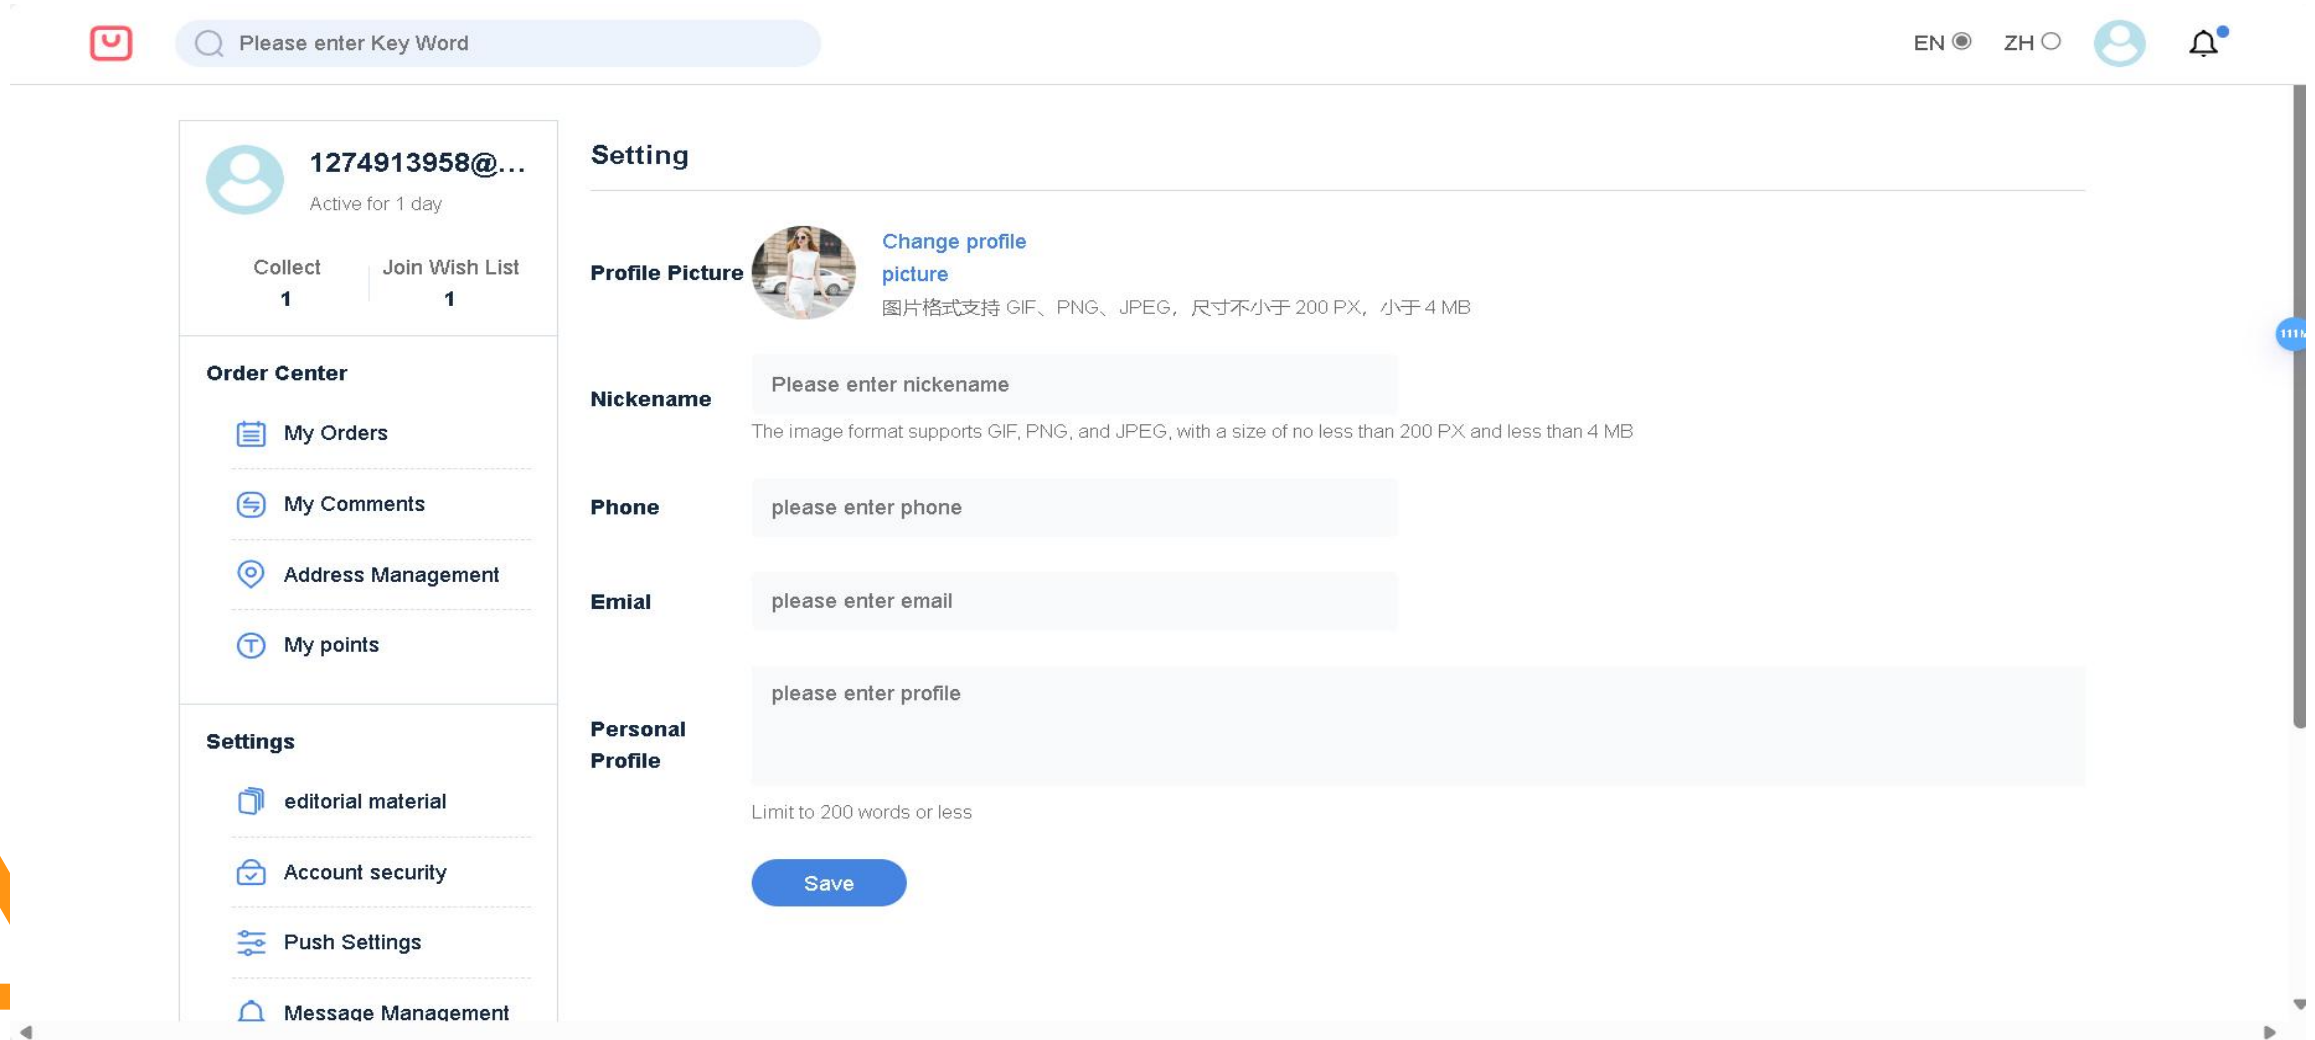 Please enter Key Word
EN
ZH
1274913958@...
Active for 1 day
Collect
1
Join Wish List
1
Order Center
My Orders
My Comments
Address Management
My points
Settings
editorial material
Account security
Push Settings
Message Management
Setting
Profile Picture
Change profile
picture
图片格式支持 GIF、PNG、JPEG，尺寸不小于 200 PX，小于 4 MB
Nickename
Please enter nickename
The image format supports GIF, PNG, and JPEG, with a size of no less than 200 PX and less than 4 MB
Phone
please enter phone
Emial
please enter email
Personal
Profile
please enter profile
Limit to 200 words or less
Save